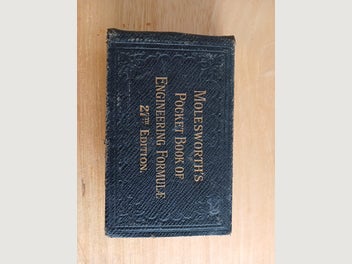 MOLESWORTH'S
POCKET BOOK OF
ENGINEERING FORMULÆ
27TH EDITION.